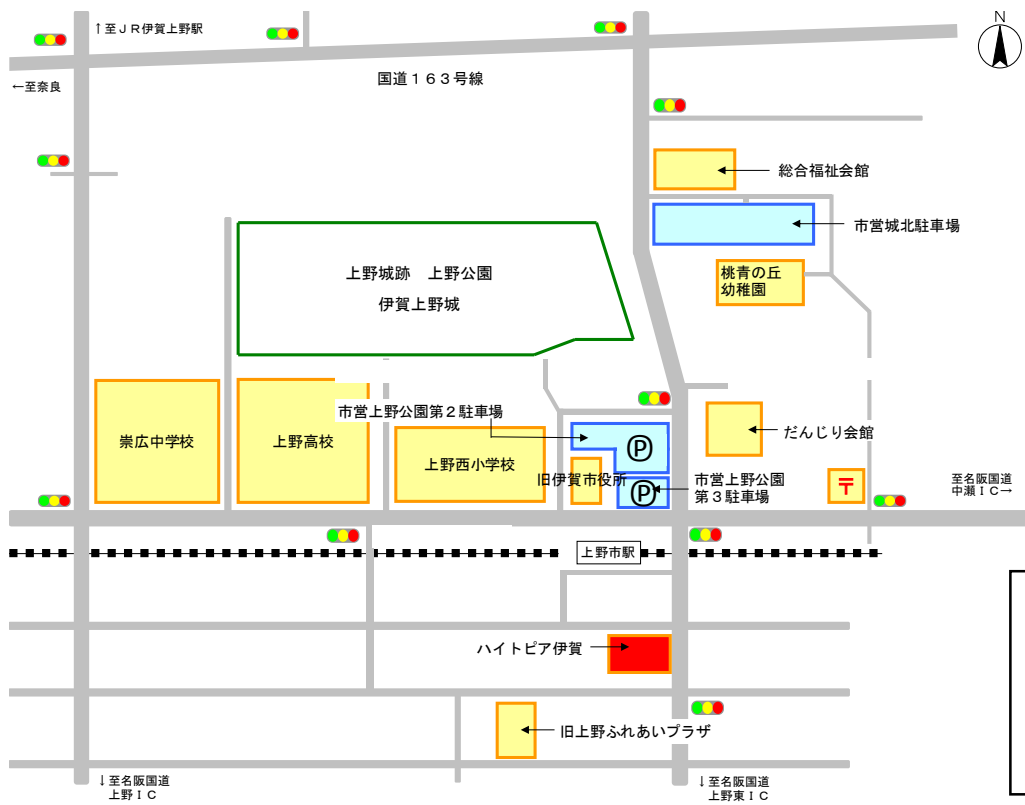 ↑至ＪＲ伊賀上野駅
N
国道１６３号線
←至奈良
総合福祉会館
市営城北駐車場
上野城跡　上野公園
伊賀上野城
桃青の丘
幼稚園
市営上野公園第２駐車場
だんじり会館
崇広中学校
上野高校
上野西小学校
P
旧伊賀市役所
P
市営上野公園
第３駐車場
〒
至名阪国道
中瀬ＩＣ→
上野市駅
ハイトピア伊賀
旧上野ふれあいプラザ
↓至名阪国道
上野ＩＣ
↓至名阪国道
上野東ＩＣ